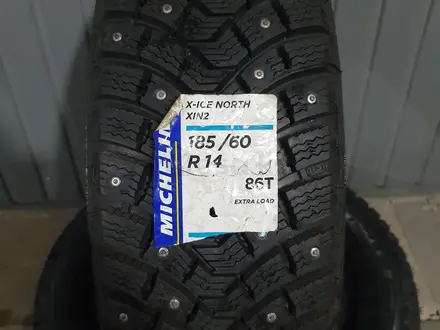 MICHELIN
X-ICE NORTH
XIN2
185/60
R 14
86T
EXTRA LOAD